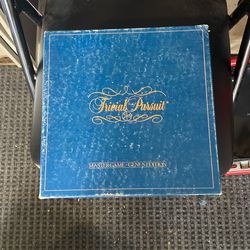 Trivial Pursuit
MASTER GAME - GENUS EDITION